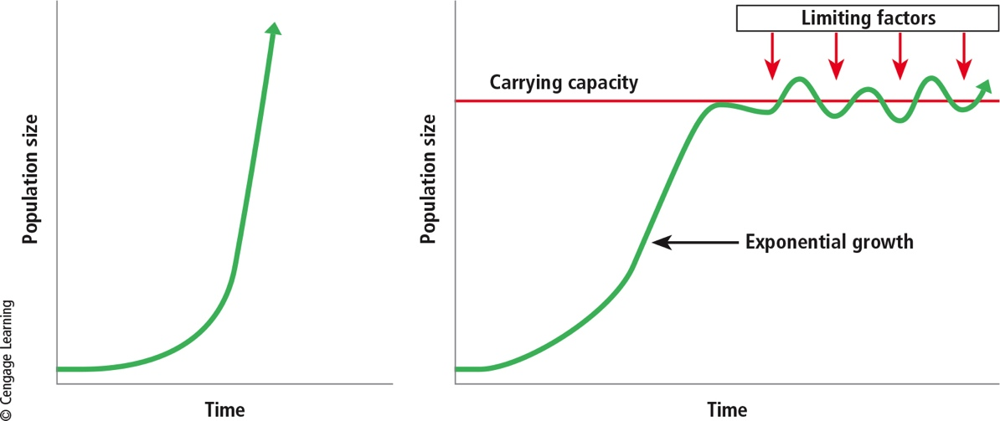 Population size
Time
© Cengage Learning
Limiting factors
Carrying capacity
Population size
Exponential growth
Time